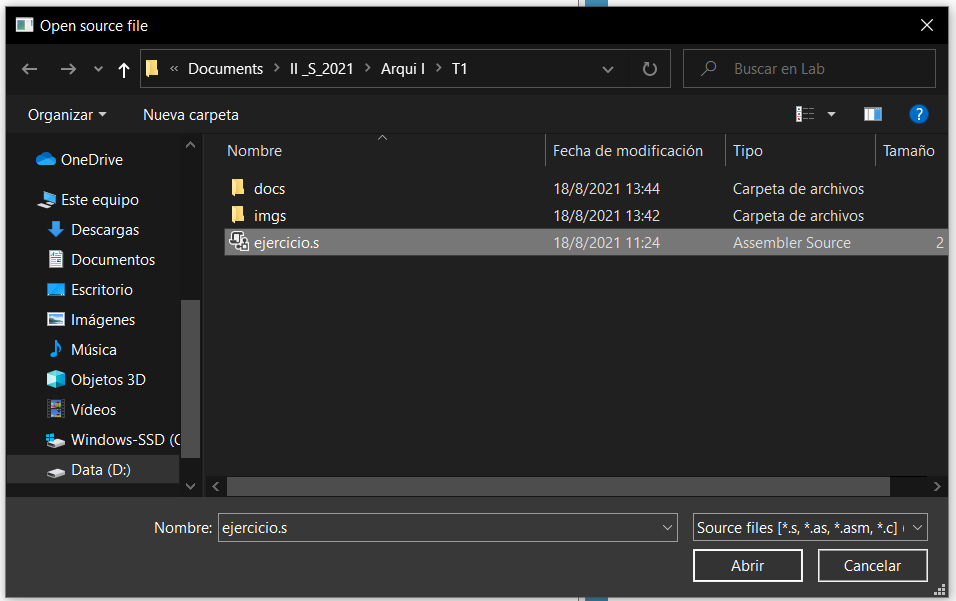 Open source file
« Documents > II _S_2021 > Arqui I > T1
Buscar en Lab
Organizar
Nueva carpeta
?
OneDrive
Este equipo
Descargas
Documentos
Escritorio
Imágenes
Música
Objetos 3D
Vídeos
Windows-SSD (C
Data (D:)
Nombre Fecha de modificación Tipo Tamaño
docs 18/8/2021 13:44 Carpeta de archivos
imgs 18/8/2021 13:42 Carpeta de archivos
ejercicio.s 18/8/2021 11:24 Assembler Source 2
Nombre: ejercicio.s
Source files [*.s, *.as, *.asm, *.c] (
Abrir
Cancelar